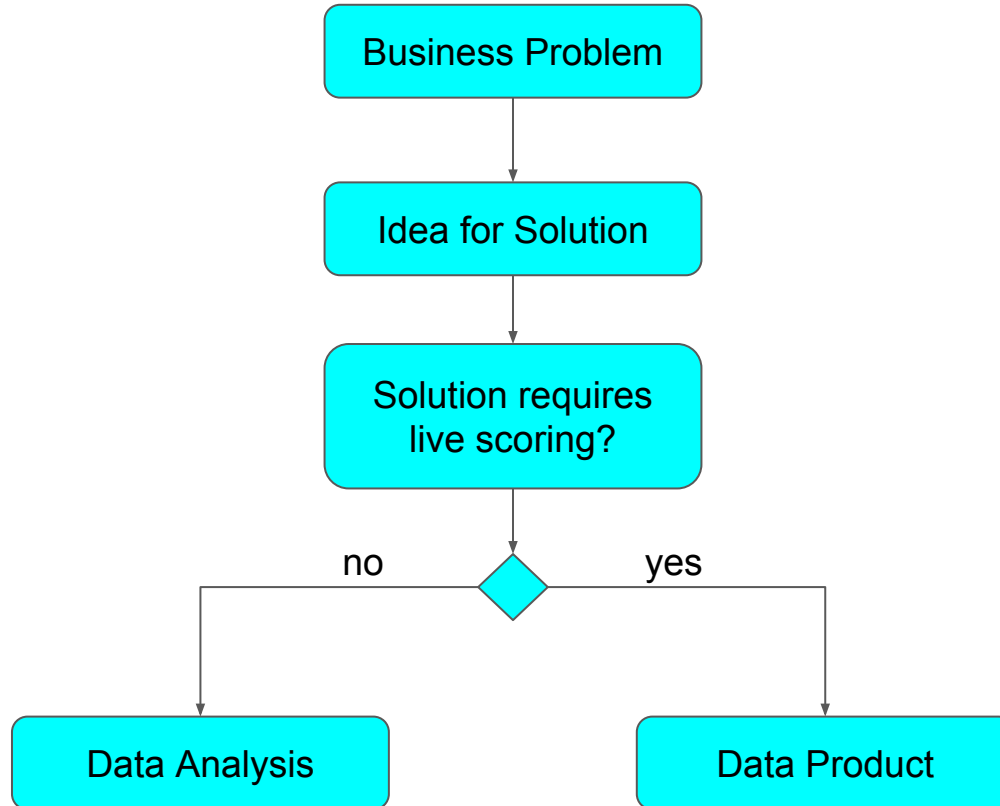 Business Problem
Idea for Solution
Solution requires
live scoring?
no
yes
Data Analysis
Data Product